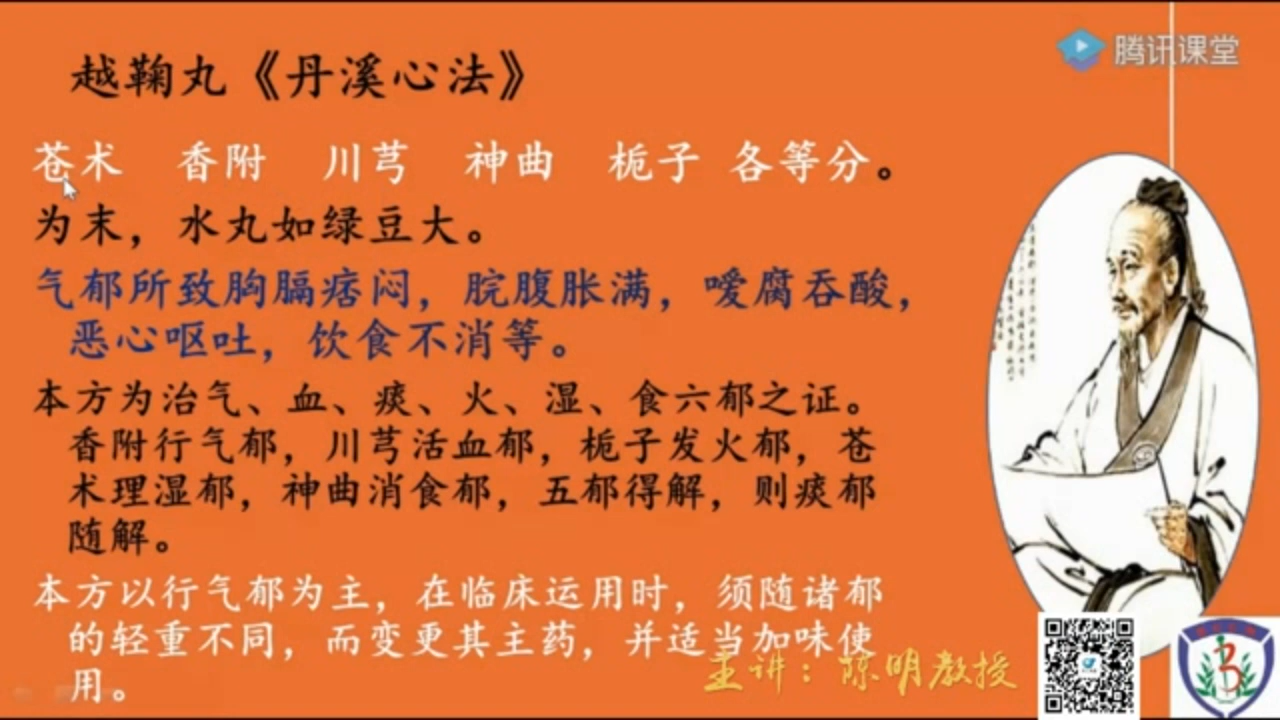 腾讯课堂
越鞠丸《丹溪心法》
苍术 香附 川芎 神曲 栀子 各等分。
为末，水丸如绿豆大。
气郁所致胸膈痞闷，脘腹胀满，嗳腐吞酸，
恶心呕吐，饮食不消等。
本方为治气、血、痰、火、湿、食六郁之证。
香附行气郁，川芎活血郁，栀子发火郁，苍
术理湿郁，神曲消食郁，五郁得解，则痰郁
随解。
本方以行气郁为主，在临床运用时，须随诸郁
的轻重不同，而变更其主药，并适当加味使
用。
主讲：陈明教授